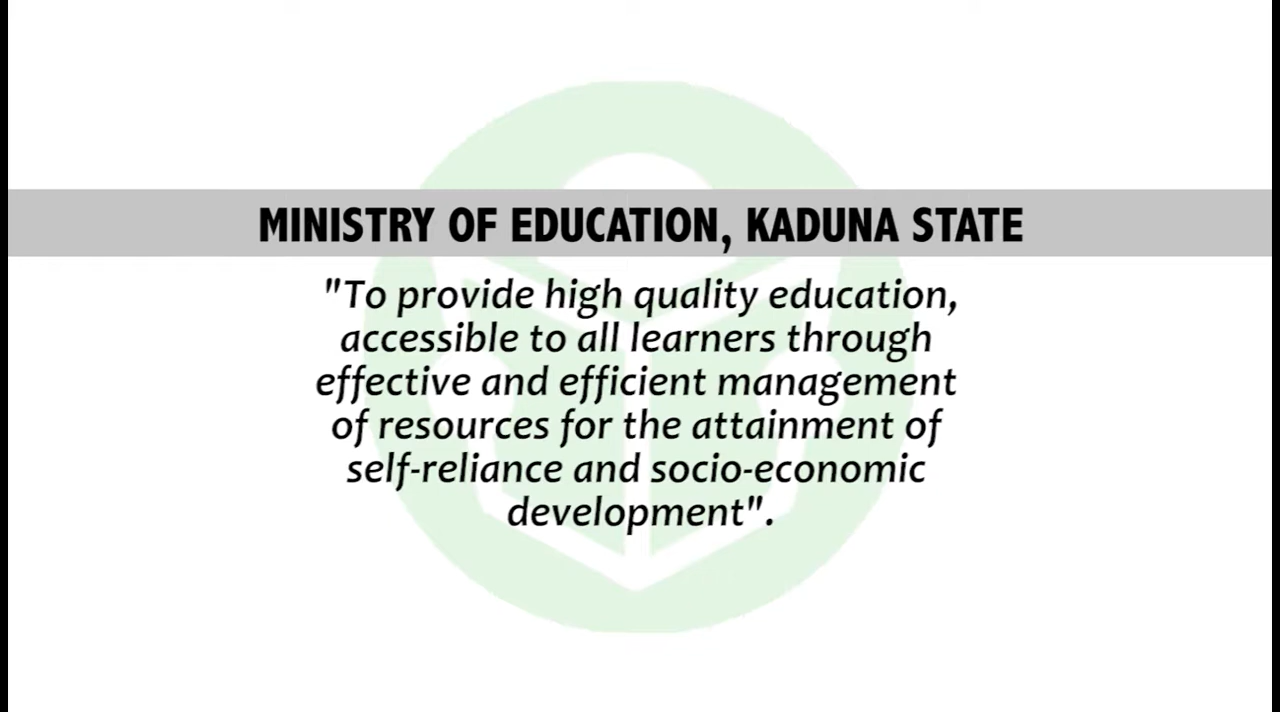 MINISTRY OF EDUCATION, KADUNA STATE
"To provide high quality education,
accessible to all learners through
effective and efficient management
of resources for the attainment of
self-reliance and socio-economic
development".